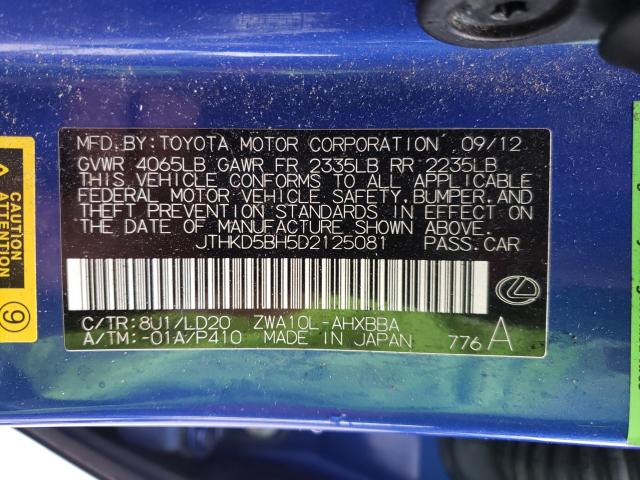 MFD.BY:TOYOTA MOTOR CORPORATION 09/12
GVWR 4065LB GAWR FR 2335LB RR 2235LB
THIS VEHICLE CONFORMS TO ALL APPLICABLE
FEDERAL MOTOR VEHICLE SAFETY,BUMPER,AND
THEFT PREVENTION STANDARDS IN EFFECT ON
THE DATE OF MANUFACTURE SHOWN ABOVE.
JTHKD5BH5D2125081 PASS.CAR
C/TR:8U1/LD20 ZWA10L-AHXBBA
A/TM:-01A/P410 MADE IN JAPAN 776 A
CAUTION
ATTENTION
9